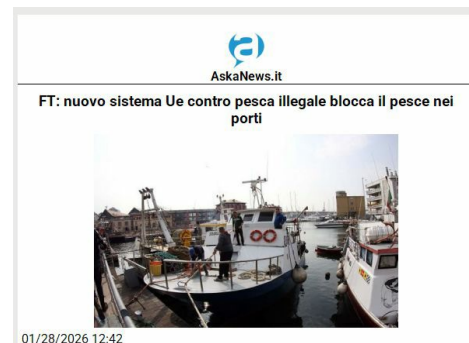 AskaNews.it
FT: nuovo sistema Ue contro pesca illegale blocca il pesce nei
porti
01/28/2026 12:42